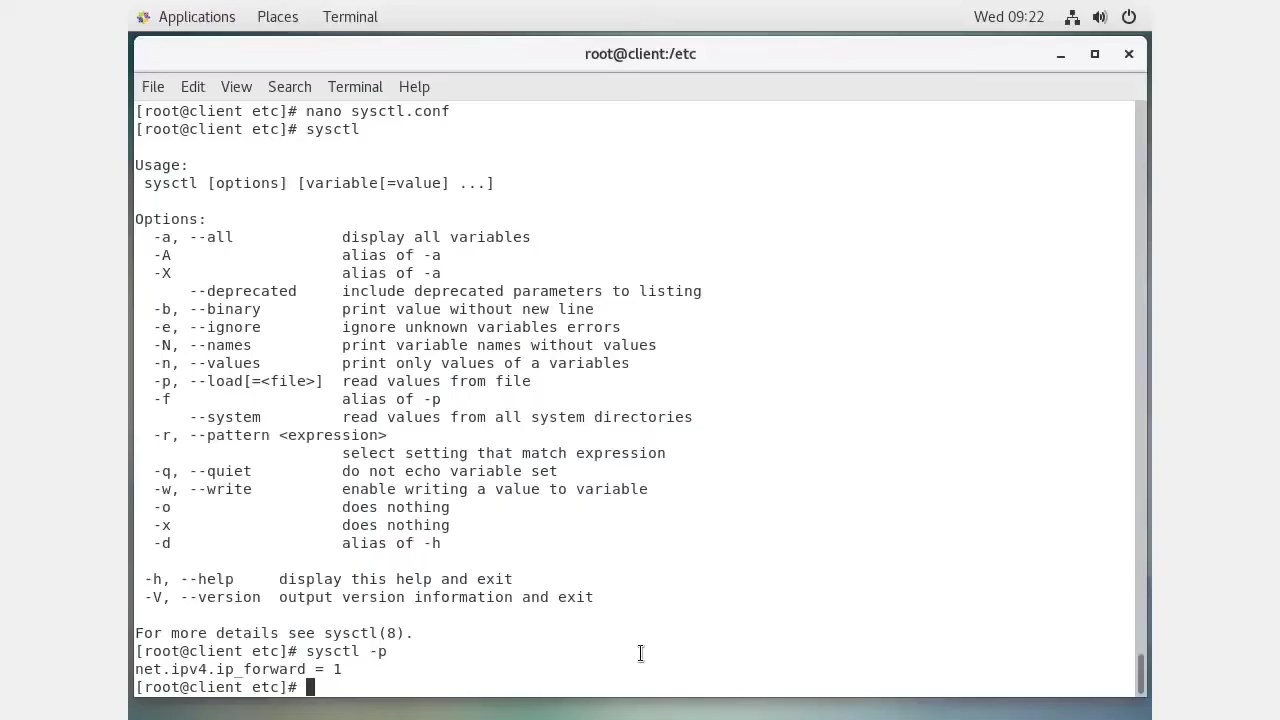 Applications Places Terminal Wed 09:22
root@client:/etc
File Edit View Search Terminal Help
[root@client etc]# nano sysctl.conf
[root@client etc]# sysctl
Usage:
 sysctl [options] [variable[=value] ...]
Options:
  -a, --all            display all variables
  -A                   alias of -a
  -X                   alias of -a
      --deprecated     include deprecated parameters to listing
  -b, --binary         print value without new line
  -e, --ignore         ignore unknown variables errors
  -N, --names          print variable names without values
  -n, --values         print only values of a variables
  -p, --load[=<file>]  read values from file
  -f                   alias of -p
      --system         read values from all system directories
  -r, --pattern <expression>
                       select setting that match expression
  -q, --quiet          do not echo variable set
  -w, --write          enable writing a value to variable
  -o                   does nothing
  -x                   does nothing
  -d                   alias of -h
 -h, --help     display this help and exit
 -V, --version  output version information and exit
For more details see sysctl(8).
[root@client etc]# sysctl -p
net.ipv4.ip_forward = 1
[root@client etc]#